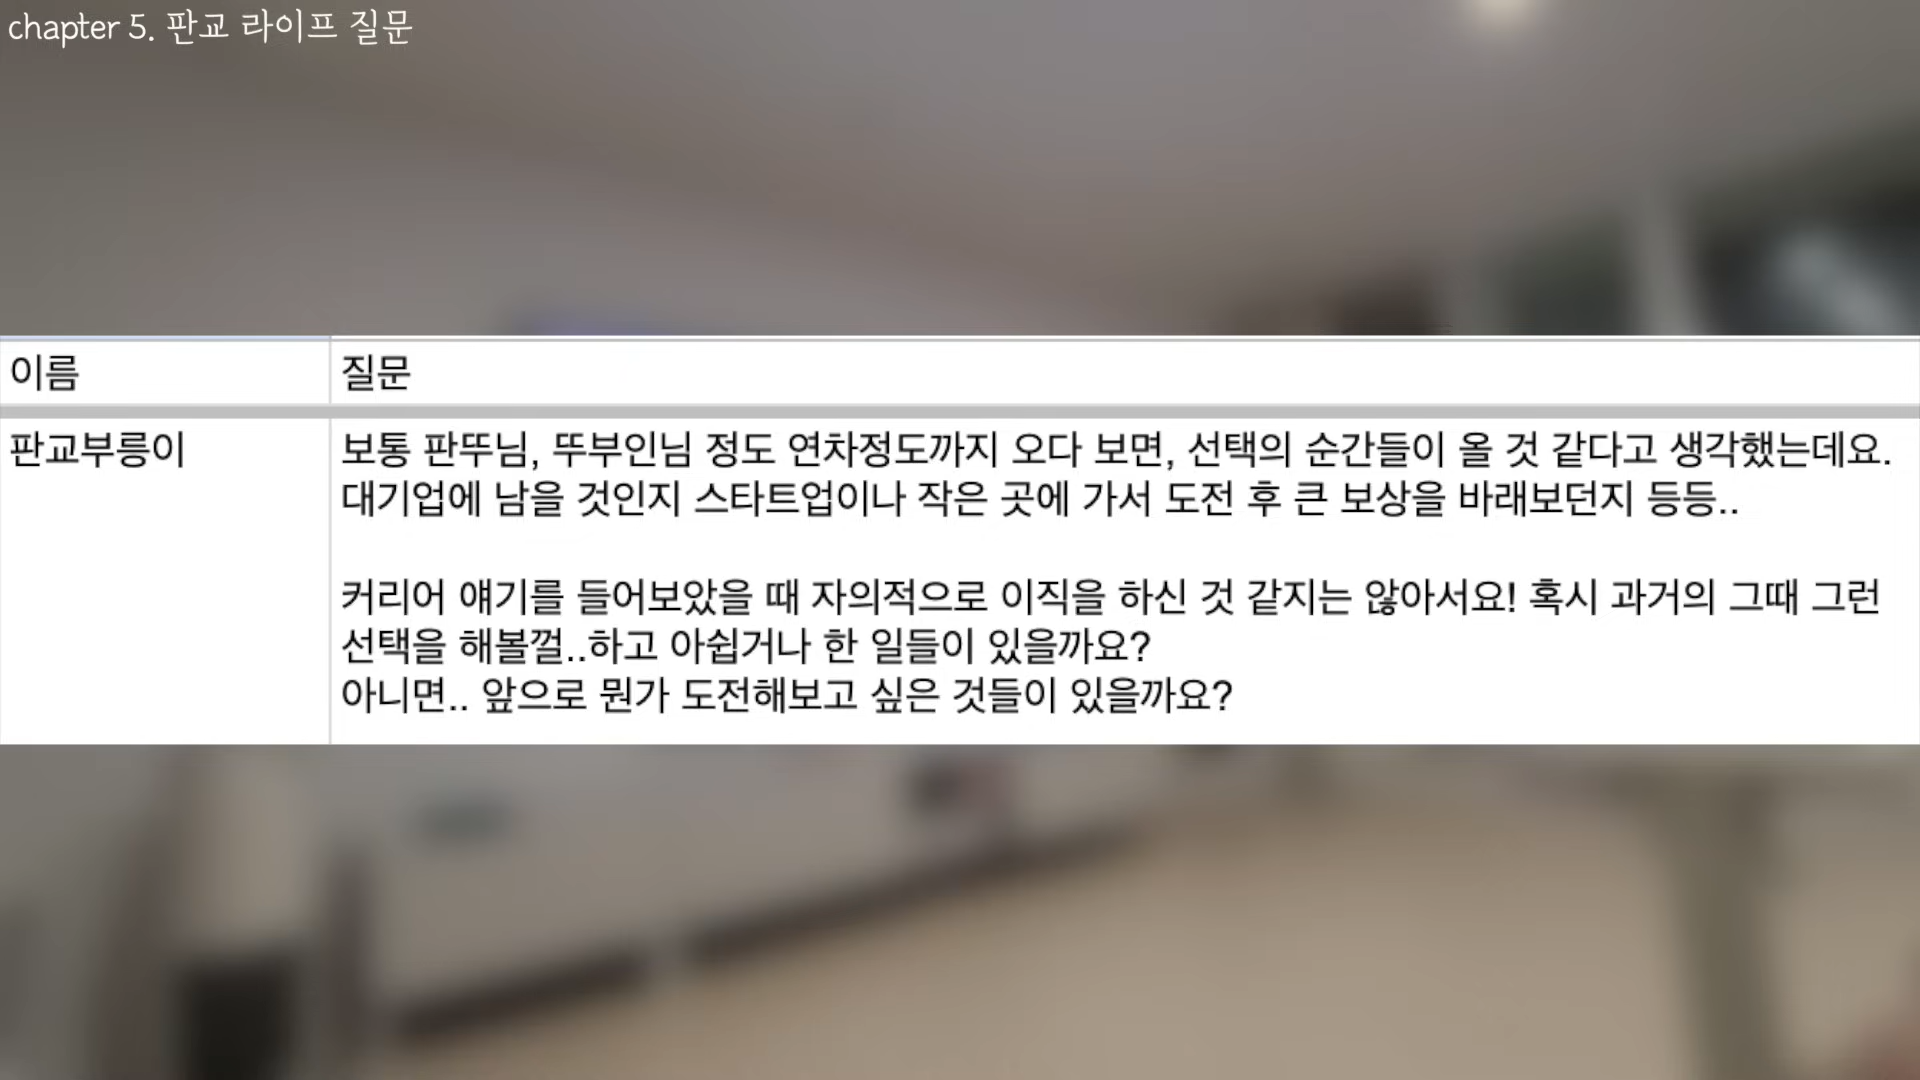 chapter 5. 판교 라이프 질문
이름
질문
판교부릉이
보통 판뚜님, 뚜부인님 정도 연차정도까지 오다 보면, 선택의 순간들이 올 것 같다고 생각했는데요.
대기업에 남을 것인지 스타트업이나 작은 곳에 가서 도전 후 큰 보상을 바래보던지 등등..
커리어 얘기를 들어보았을 때 자의적으로 이직을 하신 것 같지는 않아서요! 혹시 과거의 그때 그런
선택을 해볼껄..하고 아쉽거나 한 일들이 있을까요?
아니면.. 앞으로 뭔가 도전해보고 싶은 것들이 있을까요?